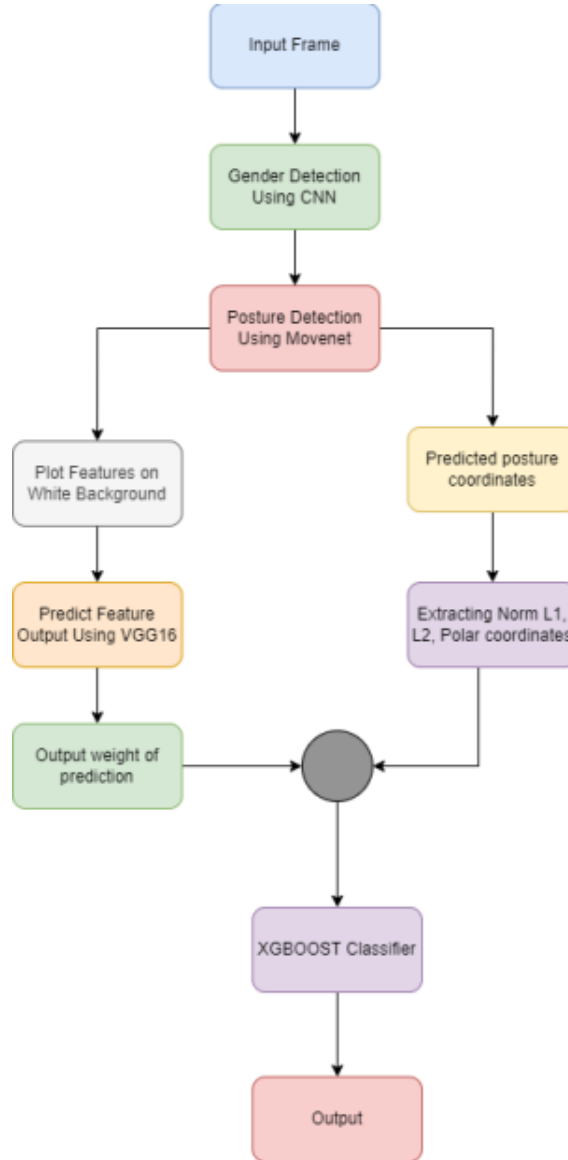 Input Frame
Gender Detection
Using CNN
Posture Detection
Using Movenet
Plot Features on
White Background
Predicted posture
coordinates
Predict Feature
Output Using VGG16
Extracting Norm L1,
L2, Polar coordinates
Output weight of
prediction
XGBOOST Classifier
Output